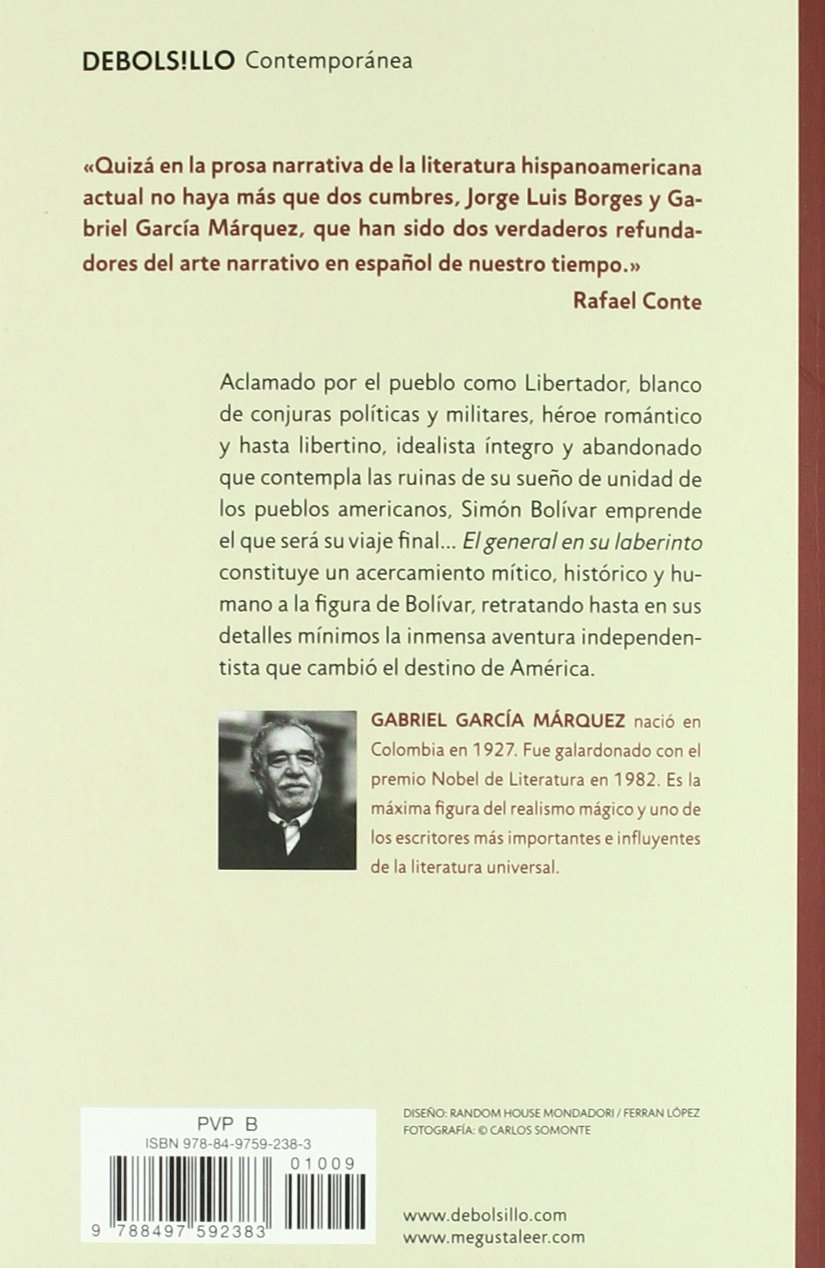 DEBOLS!LLO Contemporánea
«Quizá en la prosa narrativa de la literatura hispanoamericana
actual no haya más que dos cumbres, Jorge Luis Borges y Ga-
briel García Márquez, que han sido dos verdaderos refunda-
dores del arte narrativo en español de nuestro tiempo.»
Rafael Conte
Aclamado por el pueblo como Libertador, blanco
de conjuras políticas y militares, héroe romántico
y hasta libertino, idealista íntegro y abandonado
que contempla las ruinas de su sueño de unidad de
los pueblos americanos, Simón Bolívar emprende
el que será su viaje final... El general en su laberinto
constituye un acercamiento mítico, histórico y hu-
mano a la figura de Bolívar, retratando hasta en sus
detalles mínimos la inmensa aventura independen-
tista que cambió el destino de América.
GABRIEL GARCÍA MÁRQUEZ nació en
Colombia en 1927. Fue galardonado con el
premio Nobel de Literatura en 1982. Es la
máxima figura del realismo mágico y uno de
los escritores más importantes e influyentes
de la literatura universal.
PVP B
ISBN 978-84-9759-238-3
01009
9 788497 592383
DISEÑO: RANDOM HOUSE MONDADORI / FERRAN LÓPEZ
FOTOGRAFÍA: © CARLOS SOMONTE
www.debolsillo.com
www.megustaleer.com